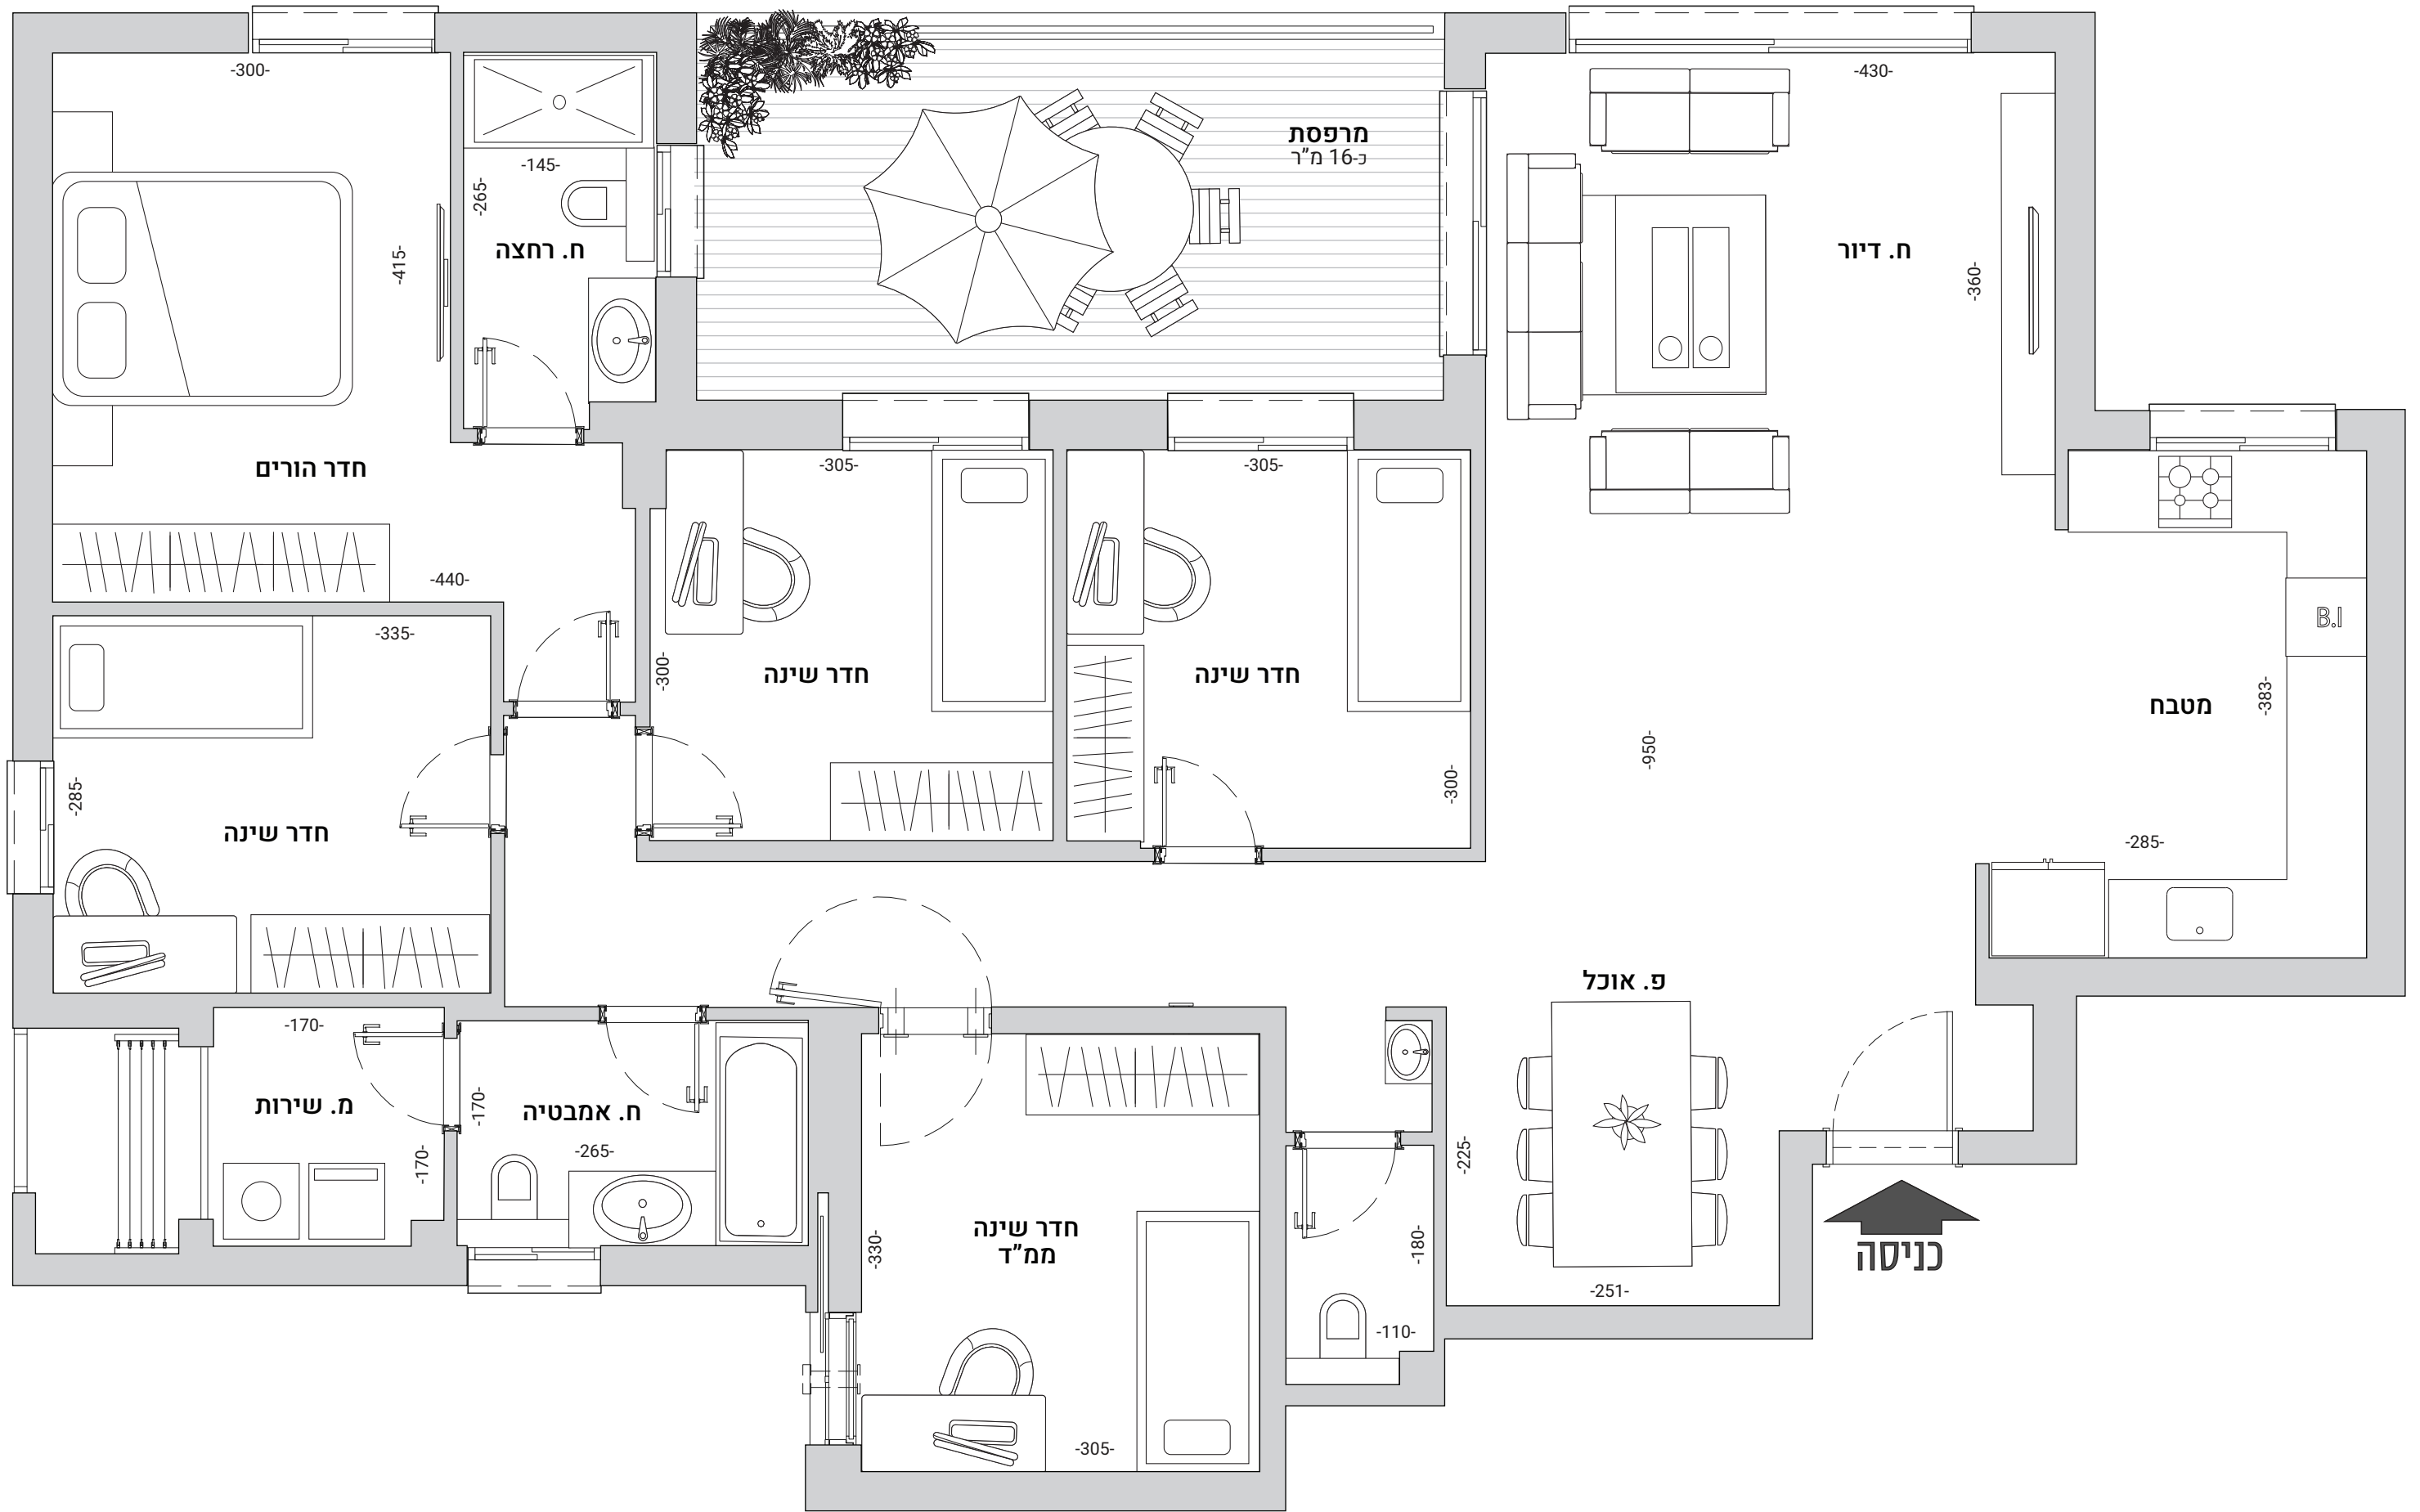 -300-
-430-
מרפסת
כ-16 מ"ר
-145-
-265-
ח. רחצה
-415-
ח. דיור
-360-
חדר הורים
-305-
-305-
-440-
B.I
-335-
-300-
חדר שינה
חדר שינה
-383-
מטבח
-950-
-300-
-285-
חדר שינה
-285-
פ. אוכל
-170-
מ. שירות
-170-
ח. אמבטיה
-170-
-265-
-225-
חדר שינה
ממ"ד
-330-
-180-
כניסה
-251-
-110-
-305-